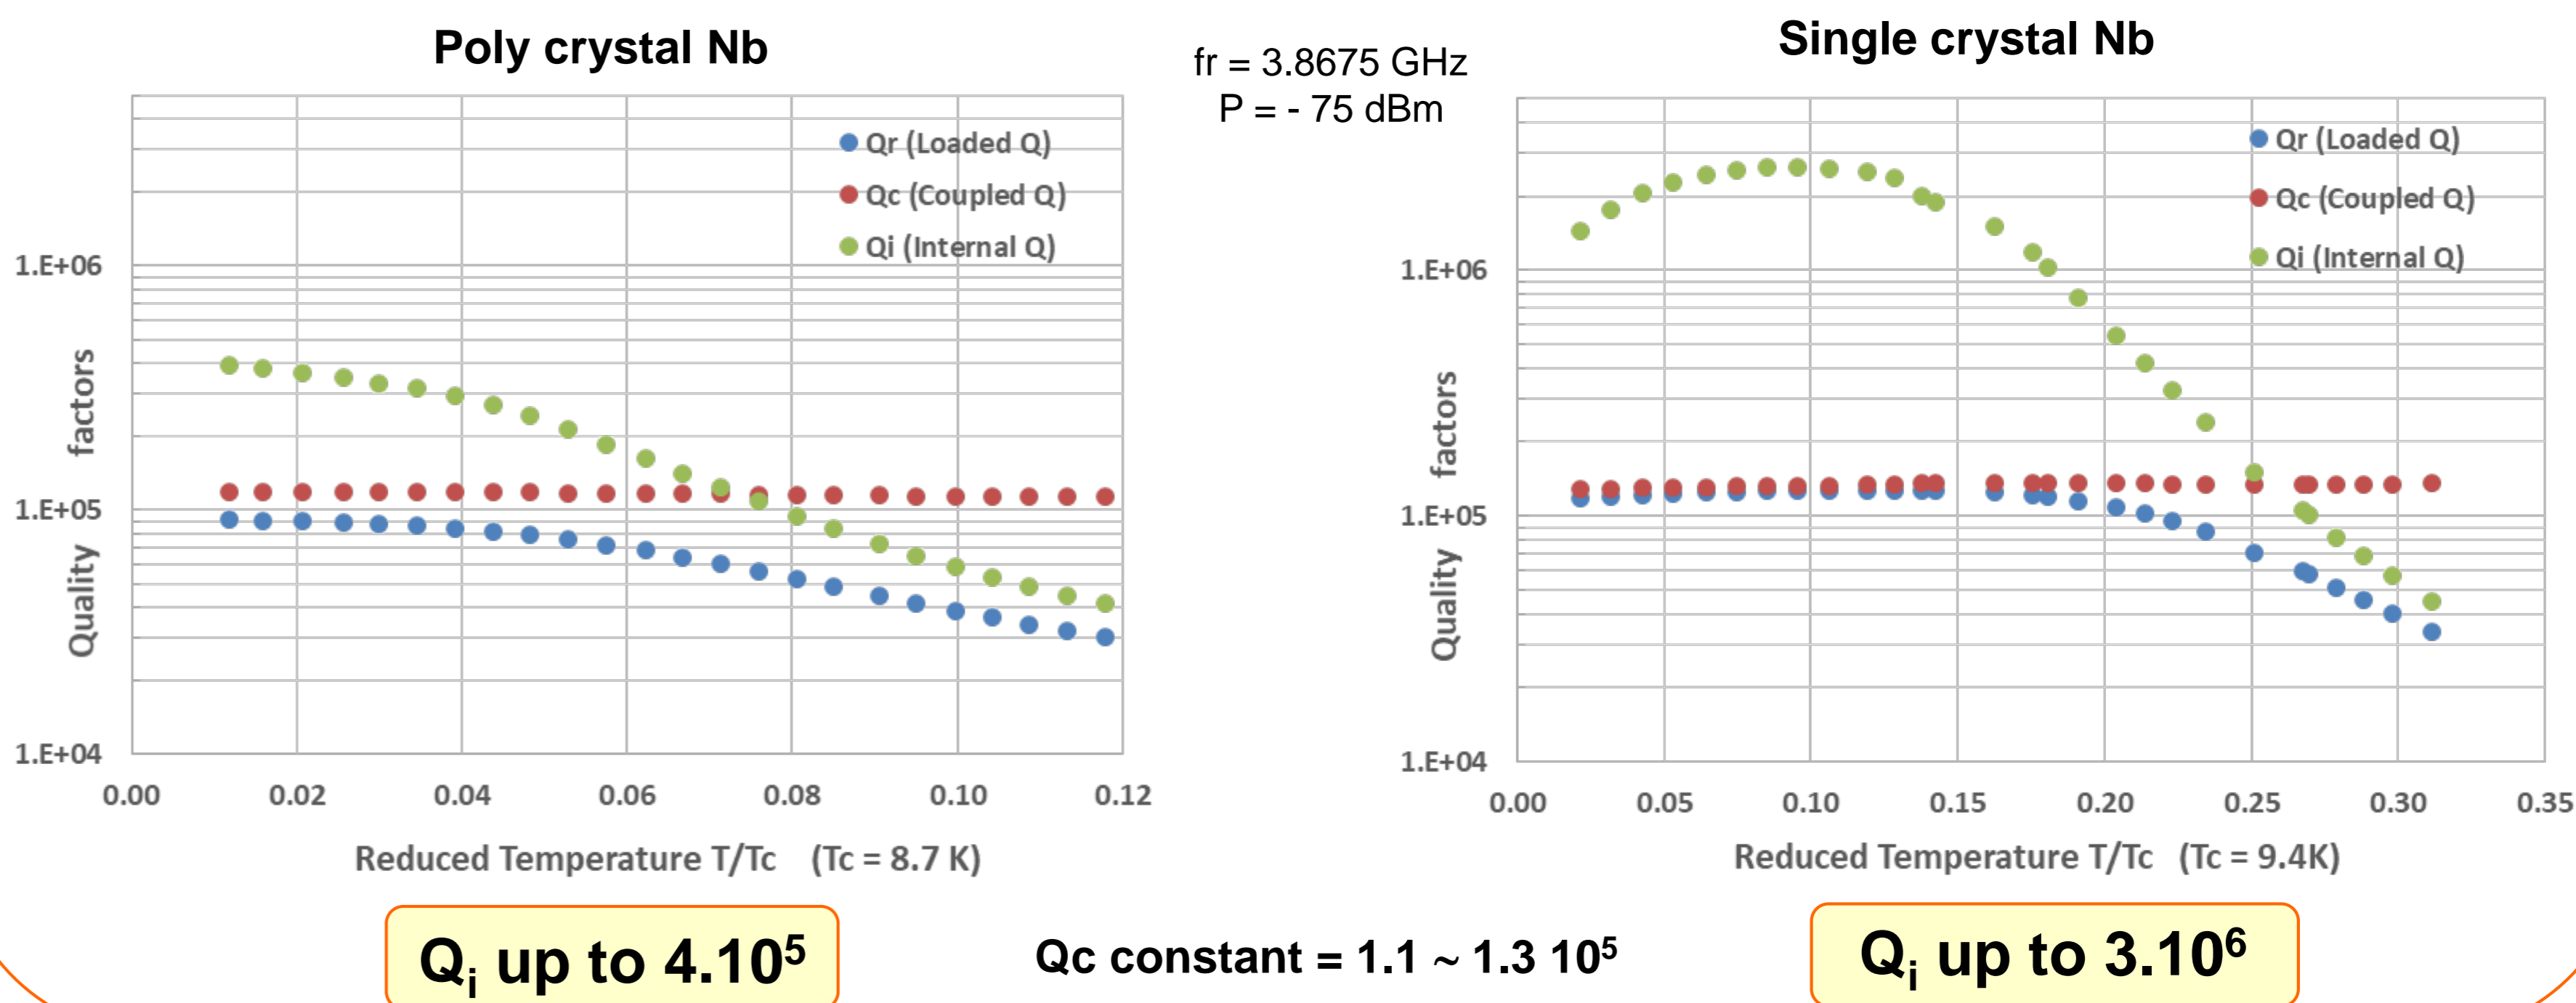 Poly crystal Nb
Qr (Loaded Q)
Qc (Coupled Q)
Qi (Internal Q)
1.E+06
1.E+05
1.E+04
Quality factors
0.00 0.02 0.04 0.06 0.08 0.10 0.12
Reduced Temperature T/Tc (Tc = 8.7 K)
Qᵢ up to 4.10⁵
fr = 3.8675 GHz
P = - 75 dBm
Qc constant = 1.1 ~ 1.3 10⁵
Single crystal Nb
Qr (Loaded Q)
Qc (Coupled Q)
Qi (Internal Q)
1.E+06
1.E+05
1.E+04
Quality factors
0.00 0.05 0.10 0.15 0.20 0.25 0.30 0.35
Reduced Temperature T/Tc (Tc = 9.4K)
Qᵢ up to 3.10⁶